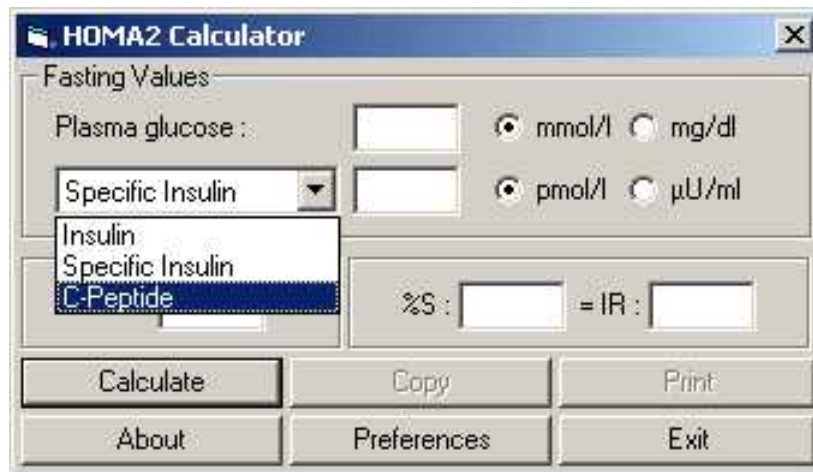 HOMA2 Calculator
Fasting Values
Plasma glucose : mmol/l mg/dl
Specific Insulin pmol/l µU/ml
Insulin
Specific Insulin
C-Peptide
%S : = IR :
Calculate Copy Print
About Preferences Exit